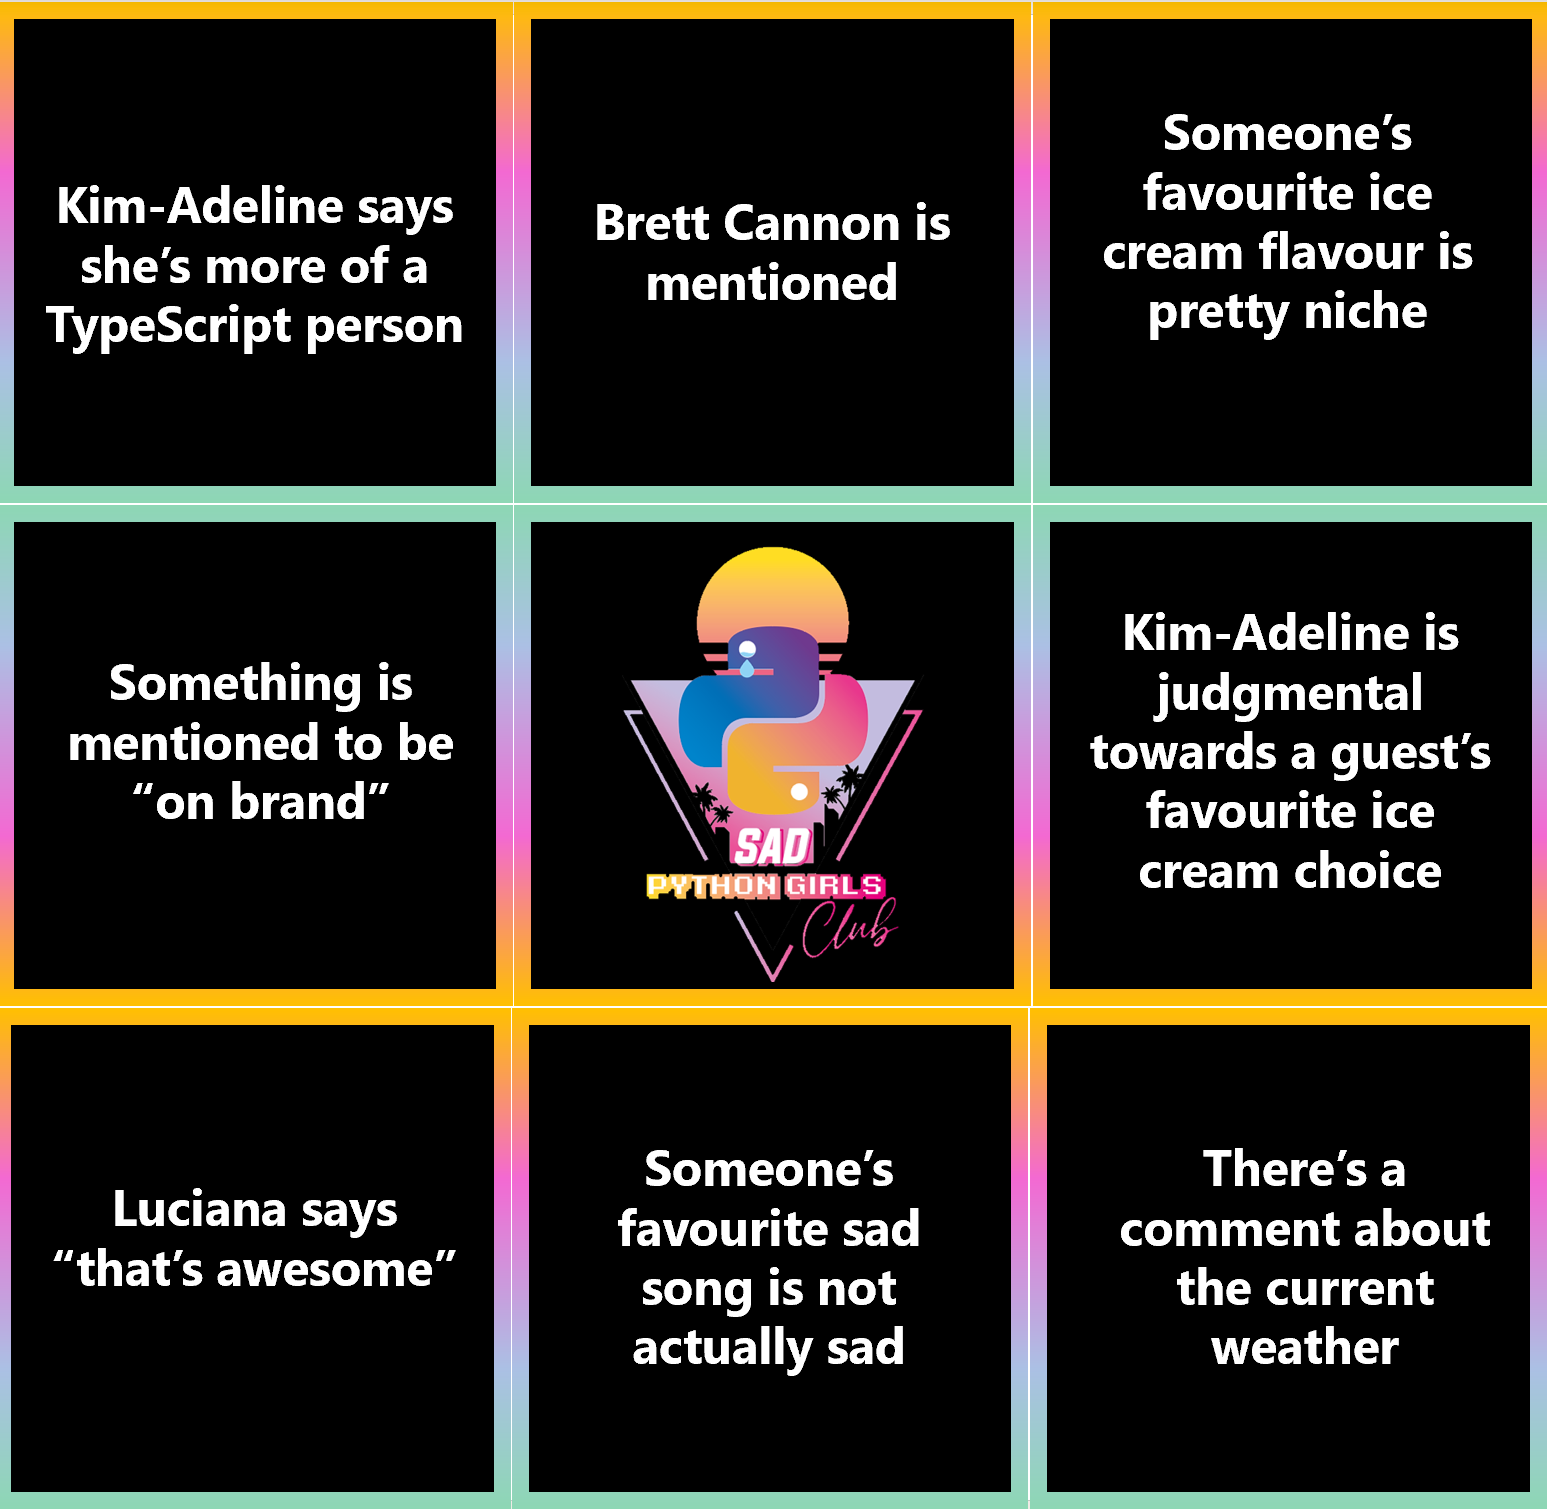 Kim-Adeline says
she’s more of a
TypeScript person
Brett Cannon is
mentioned
Someone’s
favourite ice
cream flavour is
pretty niche
Something is
mentioned to be
“on brand”
SAD
PYTHON GIRLS
Club
Kim-Adeline is
judgmental
towards a guest’s
favourite ice
cream choice
Luciana says
“that’s awesome”
Someone’s
favourite sad
song is not
actually sad
There’s a
comment about
the current
weather